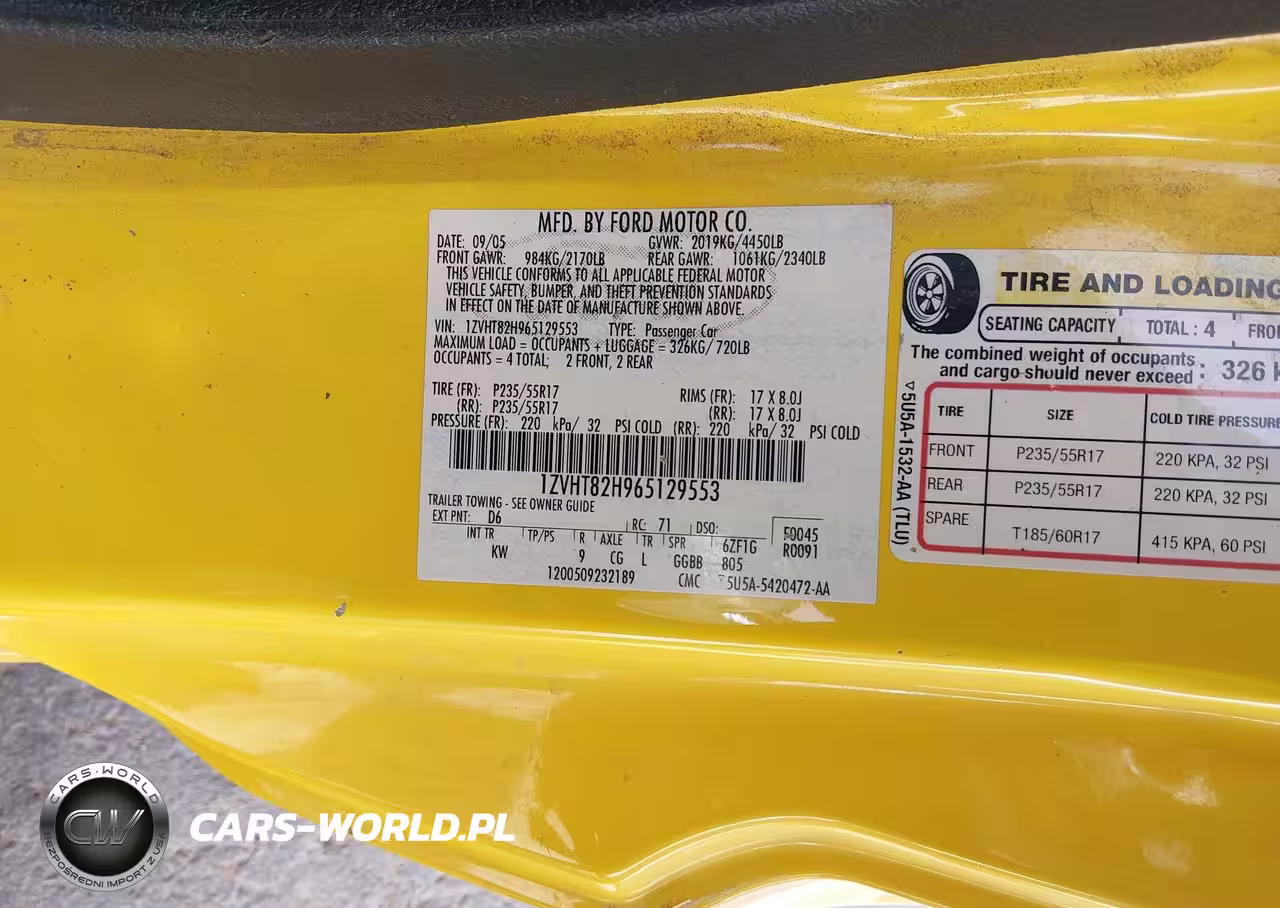 MFD. BY FORD MOTOR CO.
DATE: 09/05 GVWR: 2019KG/4450LB
FRONT GAWR: 984KG/2170LB REAR GAWR: 1061KG/2340LB
THIS VEHICLE CONFORMS TO ALL APPLICABLE FEDERAL MOTOR
VEHICLE SAFETY, BUMPER, AND THEFT PREVENTION STANDARDS
IN EFFECT ON THE DATE OF MANUFACTURE SHOWN ABOVE.
VIN: 1ZVHT82H965129553 TYPE: Passenger Car
MAXIMUM LOAD = OCCUPANTS + LUGGAGE = 326KG/720LB
OCCUPANTS = 4 TOTAL; 2 FRONT, 2 REAR
TIRE (FR): P235/55R17 RIMS (FR): 17 X 8.0J
(RR): P235/55R17 (RR): 17 X 8.0J
PRESSURE (FR): 220 kPa/ 32 PSI COLD (RR): 220 kPa/ 32 PSI COLD
1ZVHT82H965129553
TRAILER TOWING - SEE OWNER GUIDE
EXT PNT: D6 RC: 71 DSO: F0045
INT TR TP/PS R AXLE TR SPR 6ZF1G R0091
KW 9 CG L GGBB 805
1200509232189 CMC 5U5A-5420472-AA
TIRE AND LOADING
SEATING CAPACITY TOTAL : 4
The combined weight of occupants
and cargo should never exceed : 326
TIRE SIZE COLD TIRE PRESSURE
FRONT P235/55R17 220 KPA, 32 PSI
REAR P235/55R17 220 KPA, 32 PSI
SPARE T185/60R17 415 KPA, 60 PSI
5U5A-1532-AA (TLU)
CARS-WORLD
CW
BEZPOŚREDNI IMPORT Z USA
CARS-WORLD.PL